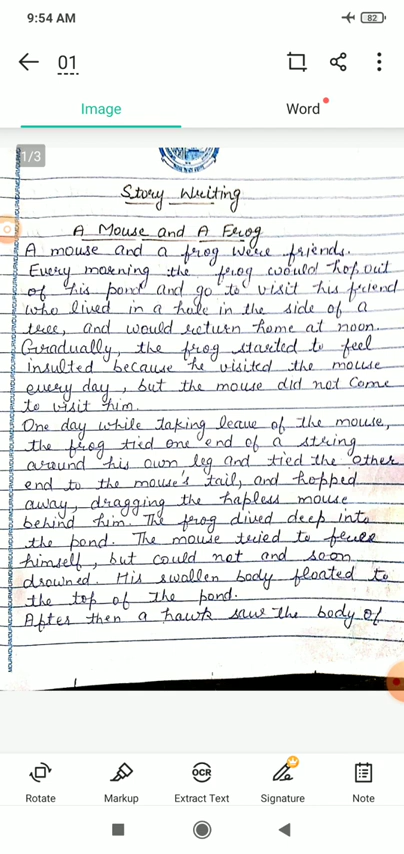 9:54 AM
82
01
Image
Word
1/3
Story Writing
A Mouse and A Frog
A mouse and a frog were friends.
Every morning the frog would hop out
of his pond and go to visit his friend
who lived in a hole in the side of a
tree, and would return home at noon.
Gradually, the frog started to feel
insulted because he visited the mouse
every day, but the mouse did not come
to visit him.
One day while taking leave of the mouse,
the frog tied one end of a string
around his own leg and tied the other
end to the mouse's tail, and hopped
away, dragging the hapless mouse
behind him. The frog dived deep into
the pond. The mouse tried to
himself, but could not and soon
drowned. His swollen body floated to
the top of the pond.
After then a hawk saw the body of
Rotate
Markup
OCR
Extract Text
Signature
Note